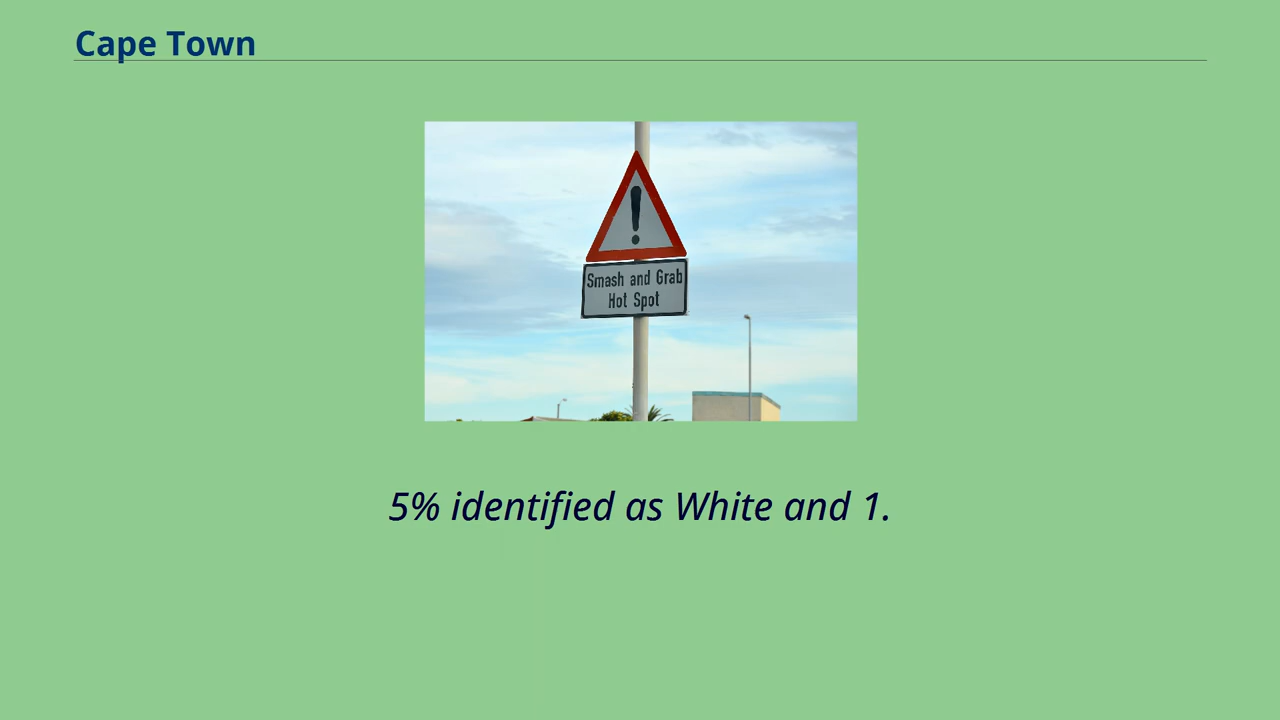 Cape Town
Smash and Grab
Hot Spot
5% identified as White and 1.